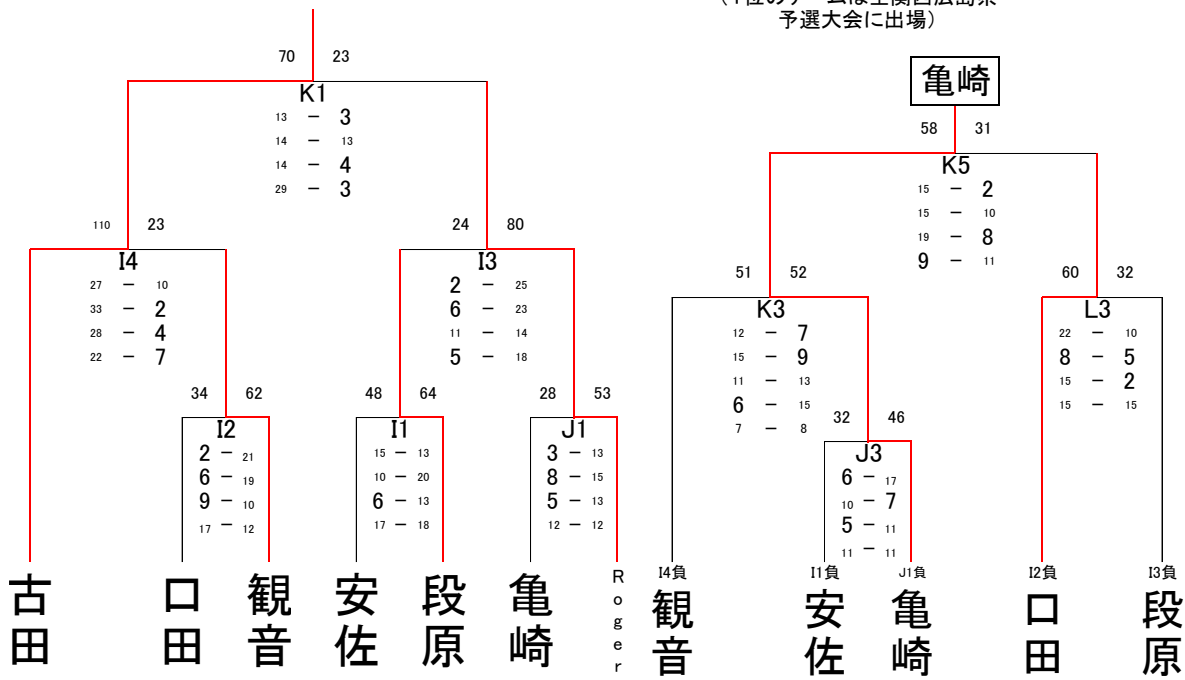 予選大会に出場)
70 23
K1
13 － 3
14 － 13
14 － 4
29 － 3
110 23
I4
27 － 10
33 － 2
28 － 4
22 － 7
24 80
I3
2 － 25
6 － 23
11 － 14
5 － 18
34 62
I2
2 － 21
6 － 19
9 － 10
17 － 12
48 64
I1
15 － 13
10 － 20
6 － 13
17 － 18
28 53
J1
3 － 13
8 － 15
5 － 13
12 － 12
古田
口田
観音
安佐
段原
亀崎
Roger
亀崎
58 31
K5
15 － 2
15 － 10
19 － 8
9 － 11
51 52
K3
12 － 7
15 － 9
11 － 13
6 － 15
7 － 8
60 32
L3
22 － 10
8 － 5
15 － 2
15 － 15
32 46
J3
6 － 17
10 － 7
5 － 11
11 － 11
I4負
観音
I1負
安佐
J1負
亀崎
I2負
口田
I3負
段原